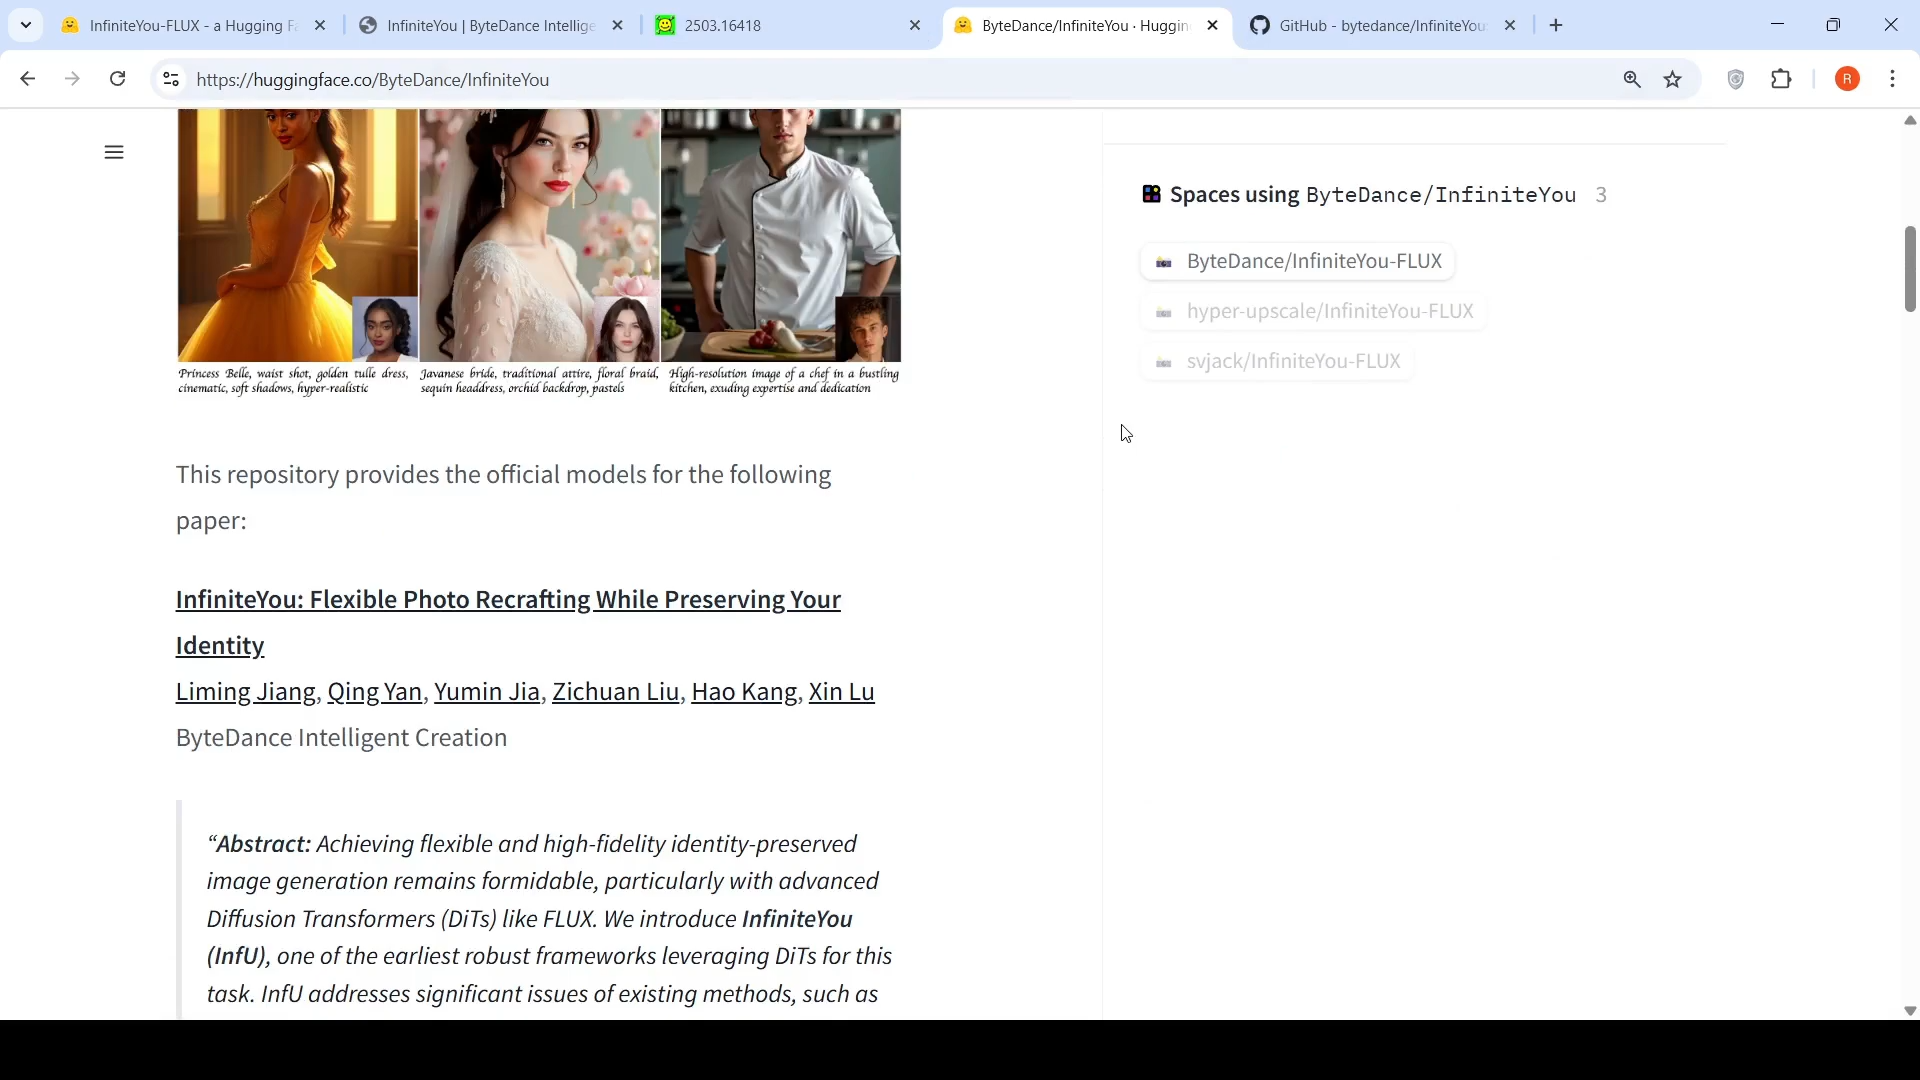 InfiniteYou-FLUX - a Hugging Fa
InfiniteYou | ByteDance Intellige
2503.16418
ByteDance/InfiniteYou · Huggin
GitHub - bytedance/InfiniteYou:
https://huggingface.co/ByteDance/InfiniteYou
R
Princess Belle, waist shot, golden tulle dress,
cinematic, soft shadows, hyper-realistic
Javanese bride, traditional attire, floral braid,
sequin headdress, orchid backdrop, pastels
High-resolution image of a chef in a bustling
kitchen, exuding expertise and dedication
This repository provides the official models for the following
paper:
InfiniteYou: Flexible Photo Recrafting While Preserving Your
Identity
Liming Jiang, Qing Yan, Yumin Jia, Zichuan Liu, Hao Kang, Xin Lu
ByteDance Intelligent Creation
“Abstract: Achieving flexible and high-fidelity identity-preserved
image generation remains formidable, particularly with advanced
Diffusion Transformers (DiTs) like FLUX. We introduce InfiniteYou
(InfU), one of the earliest robust frameworks leveraging DiTs for this
task. InfU addresses significant issues of existing methods, such as
Spaces using ByteDance/InfiniteYou 3
ByteDance/InfiniteYou-FLUX
hyper-upscale/InfiniteYou-FLUX
svjack/InfiniteYou-FLUX